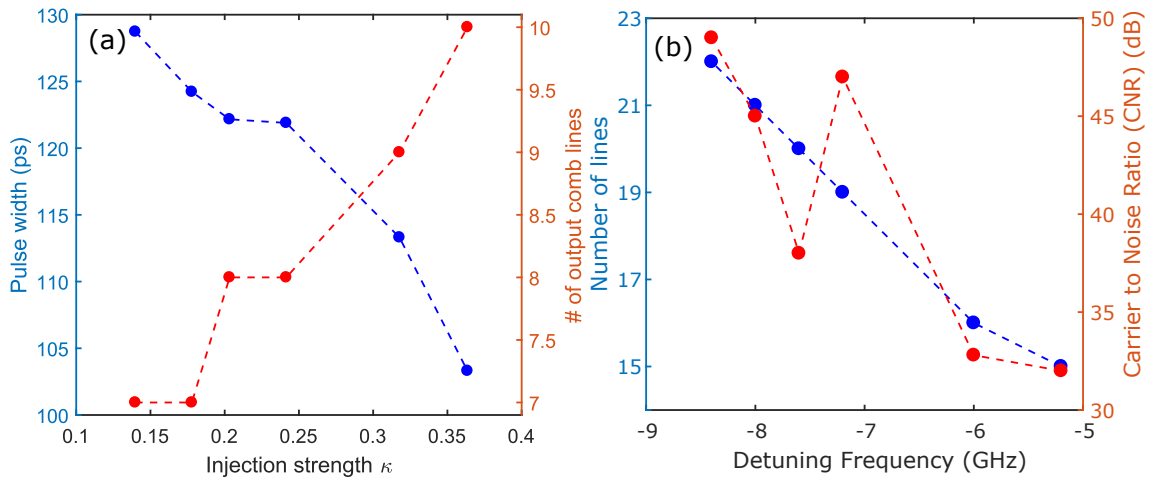 (a)
130
125
120
115
110
105
100
Pulse width (ps)
10
9.5
9
8.5
8
7.5
7
# of output comb lines
0.1 0.15 0.2 0.25 0.3 0.35 0.4
Injection strength κ
(b)
23
21
19
17
15
Number of lines
50
45
40
35
30
Carrier to Noise Ratio (CNR) (dB)
-9 -8 -7 -6 -5
Detuning Frequency (GHz)